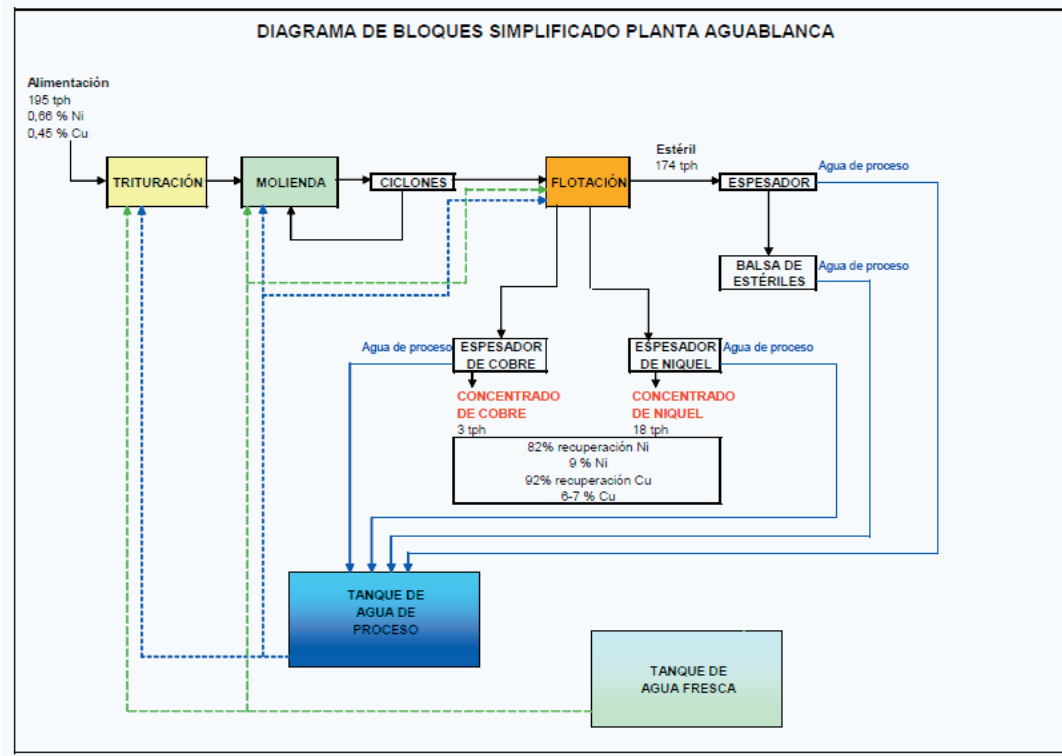 DIAGRAMA DE BLOQUES SIMPLIFICADO PLANTA AGUABLANCA
Alimentación
195 tph
0,66 % Ni
0,45 % Cu
TRITURACIÓN
MOLIENDA
CICLONES
FLOTACIÓN
Estéril
174 tph
ESPESADOR
Agua de proceso
BALSA DE
ESTÉRILES
Agua de proceso
Agua de proceso
ESPESADOR
DE COBRE
ESPESADOR
DE NIQUEL
Agua de proceso
CONCENTRADO
DE COBRE
3 tph
CONCENTRADO
DE NIQUEL
18 tph
82% recuperación Ni
9 % Ni
92% recuperación Cu
6-7 % Cu
TANQUE DE
AGUA DE
PROCESO
TANQUE DE
AGUA FRESCA